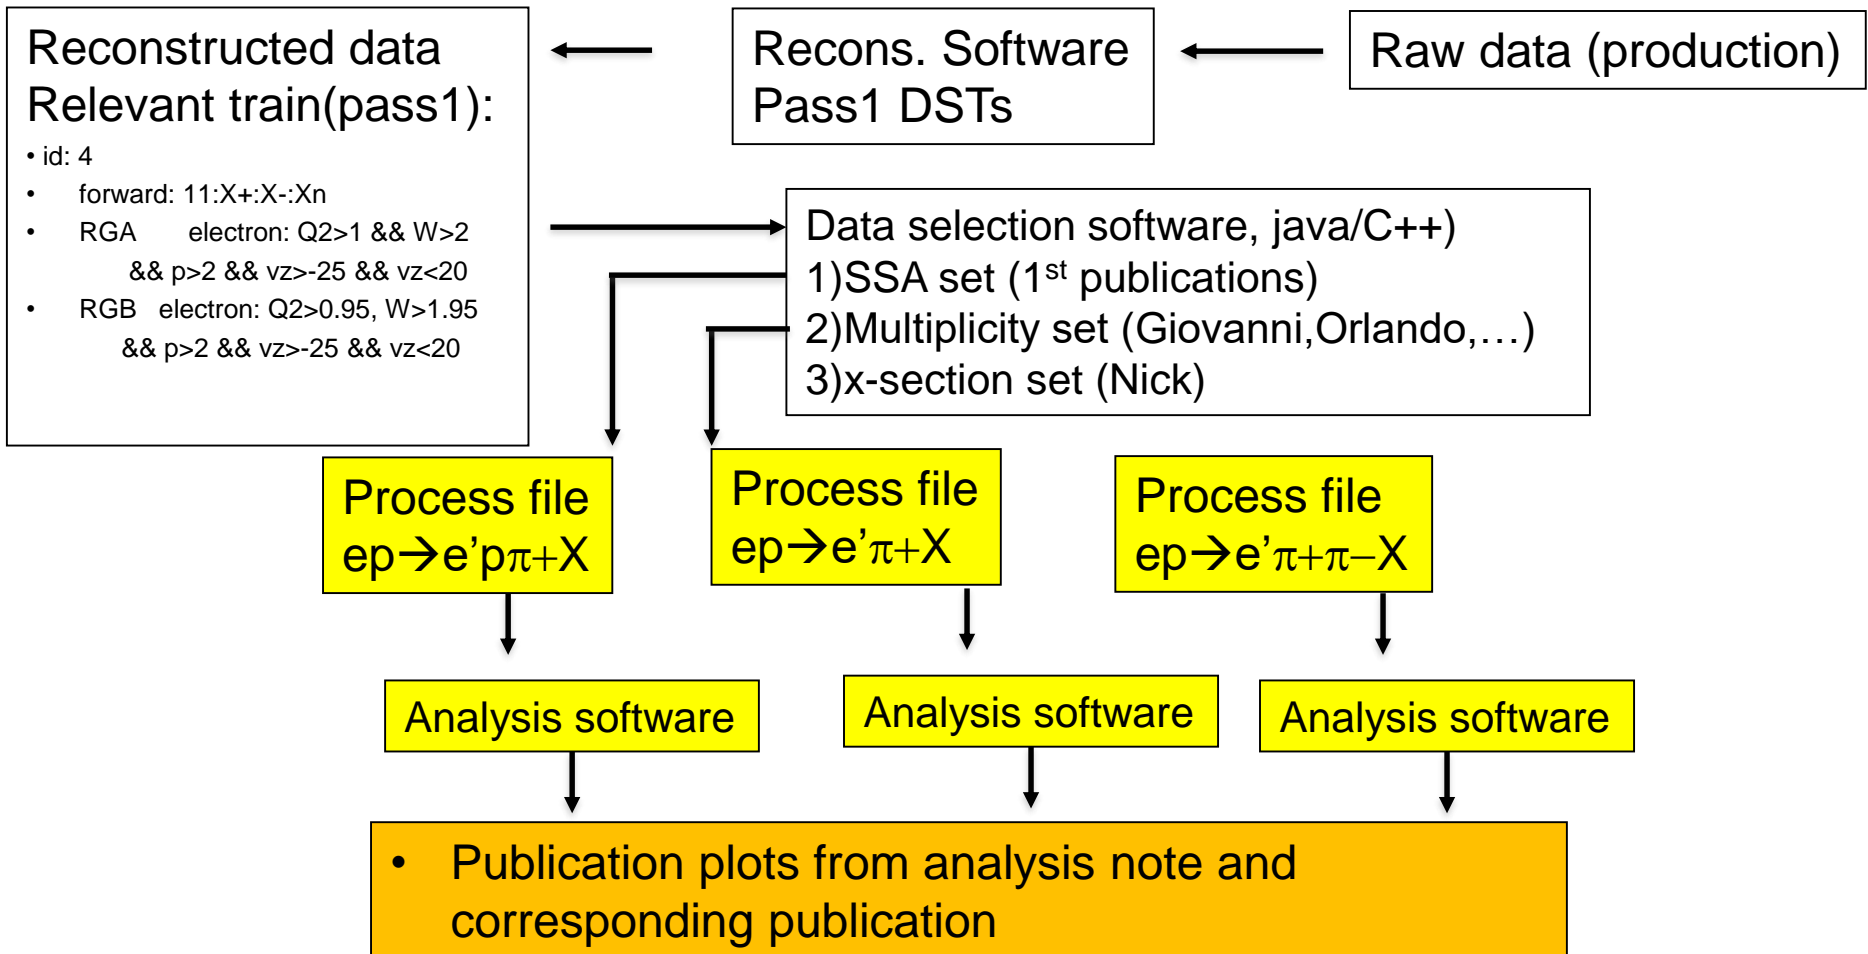 Reconstructed data
Relevant train(pass1):
• id: 4
• forward: 11:X+:X-:Xn
• RGA electron: Q2>1 && W>2
&& p>2 && vz>-25 && vz<20
• RGB electron: Q2>0.95, W>1.95
&& p>2 && vz>-25 && vz<20
Recons. Software
Pass1 DSTs
Raw data (production)
Data selection software, java/C++)
1)SSA set (1st publications)
2)Multiplicity set (Giovanni,Orlando,…)
3)x-section set (Nick)
Process file
ep→e’pπ+X
Process file
ep→e’π+X
Process file
ep→e’π+π−X
Analysis software
Analysis software
Analysis software
• Publication plots from analysis note and
corresponding publication